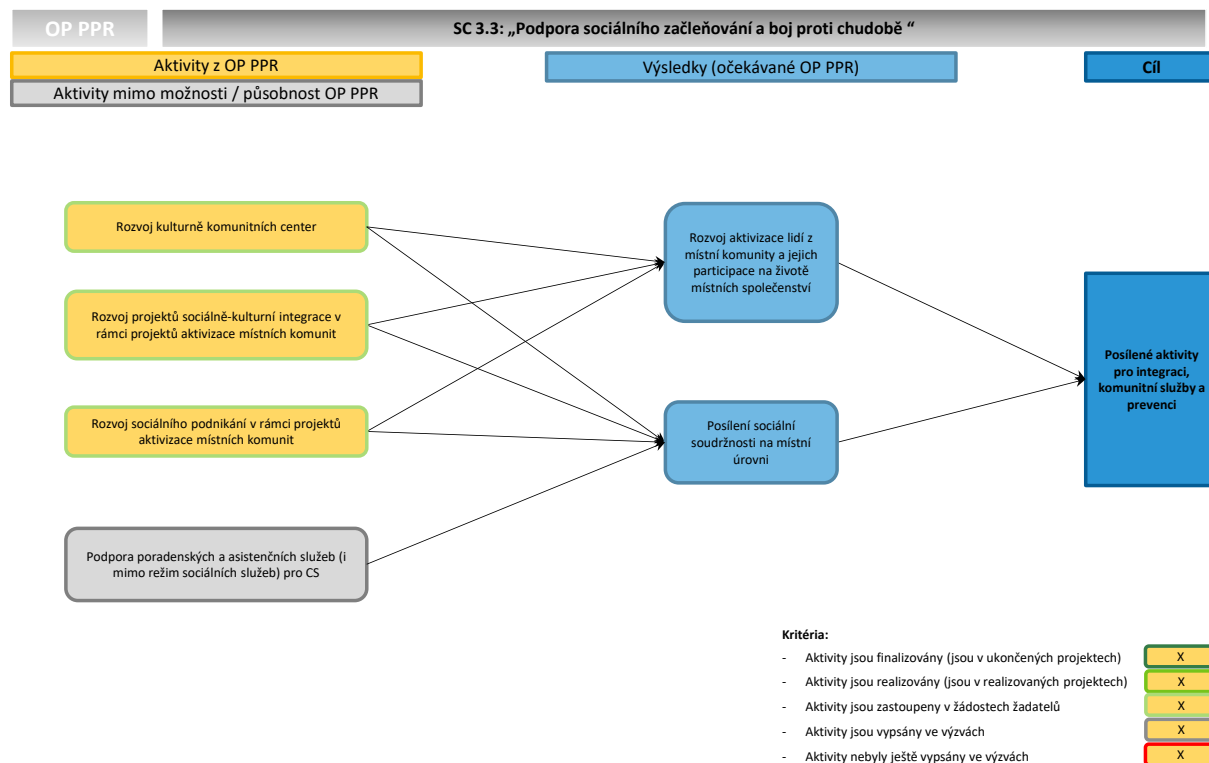 OP PPR
SC 3.3: „Podpora sociálního začleňování a boj proti chudobě “
Aktivity z OP PPR
Výsledky (očekávané OP PPR)
Cíl
Aktivity mimo možnosti / působnost OP PPR
Rozvoj kulturně komunitních center
Rozvoj projektů sociálně-kulturní integrace v
rámci projektů aktivizace místních komunit
Rozvoj sociálního podnikání v rámci projektů
aktivizace místních komunit
Podpora poradenských a asistenčních služeb (i
mimo režim sociálních služeb) pro CS
Rozvoj aktivizace lidí z
místní komunity a jejich
participace na životě
místních společenství
Posílení sociální
soudržnosti na místní
úrovni
Posílené aktivity
pro integraci,
komunitní služby a
prevenci
Kritéria:
- Aktivity jsou finalizovány (jsou v ukončených projektech) X
- Aktivity jsou realizovány (jsou v realizovaných projektech) X
- Aktivity jsou zastoupeny v žádostech žadatelů X
- Aktivity jsou vypsány ve výzvách X
- Aktivity nebyly ještě vypsány ve výzvách X